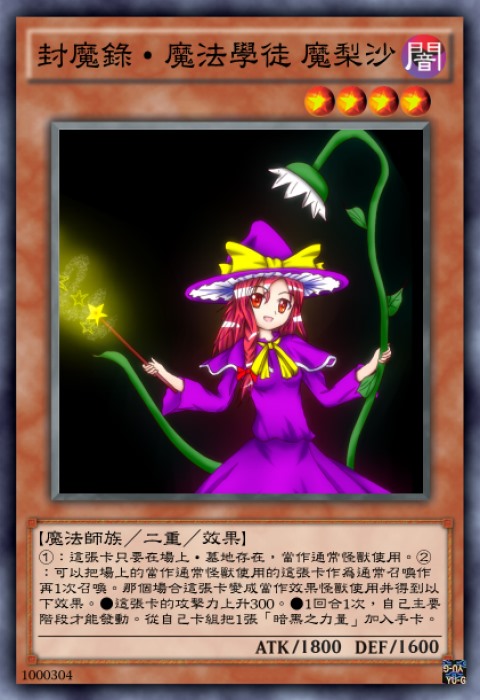 封魔錄・魔法學徒 魔梨沙
闇
[魔法師族／二重／效果]
①：這張卡只要在場上・墓地存在，當作通常怪獸使用。②
：可以把場上的當作通常怪獸使用的這張卡作為通常召喚作
再1次召喚。那個場合這張卡變成當作效果怪獸使用並得到以
下效果。●這張卡的攻擊力上升300。●1回合1次，自己主要
階段才能發動。從自己卡組把1張「暗黑之力量」加入手卡。
ATK/1800 DEF/1600
1000304